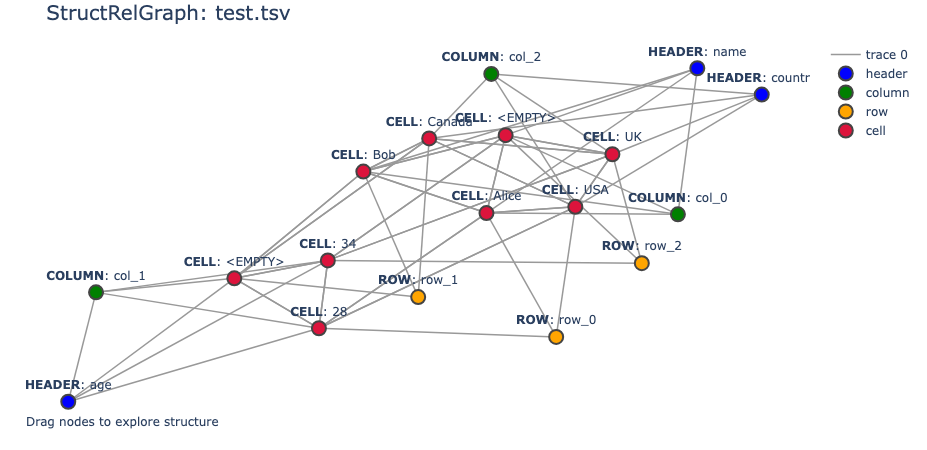 StructRelGraph: test.tsv
HEADER: name
COLUMN: col_2
trace 0
header
HEADER: countr
column
row
CELL: Canada
CELL: <EMPTY>
cell
CELL: UK
CELL: Bob
CELL: Alice
CELL: USA
COLUMN: col_0
CELL: 34
ROW: row_2
CELL: <EMPTY>
COLUMN: col_1
ROW: row_1
CELL: 28
ROW: row_0
HEADER: age
Drag nodes to explore structure